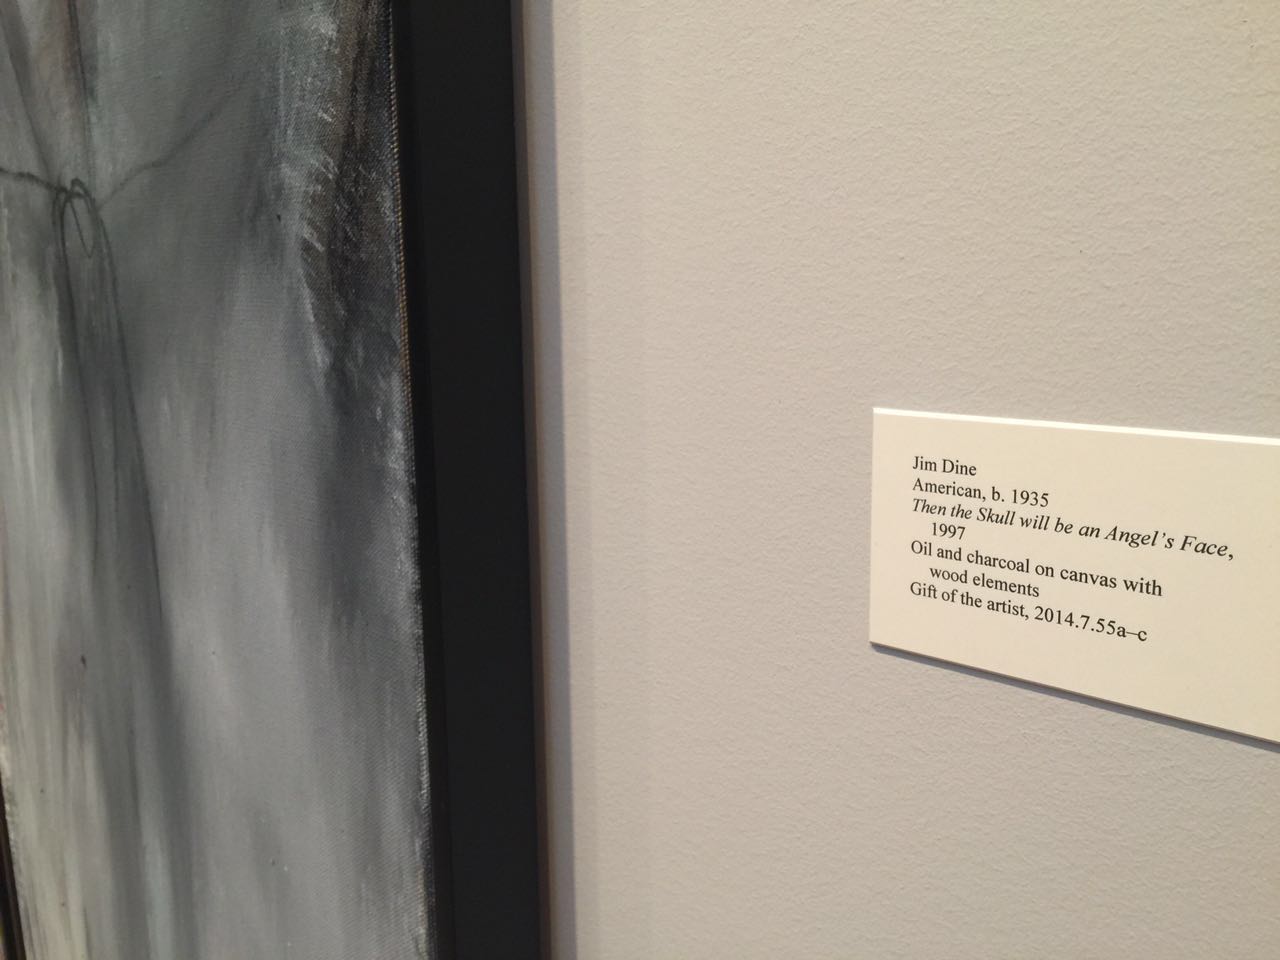 Jim Dine
American, b. 1935
Then the Skull will be an Angel's Face,
1997
Oil and charcoal on canvas with
wood elements
Gift of the artist, 2014.7.55a–c